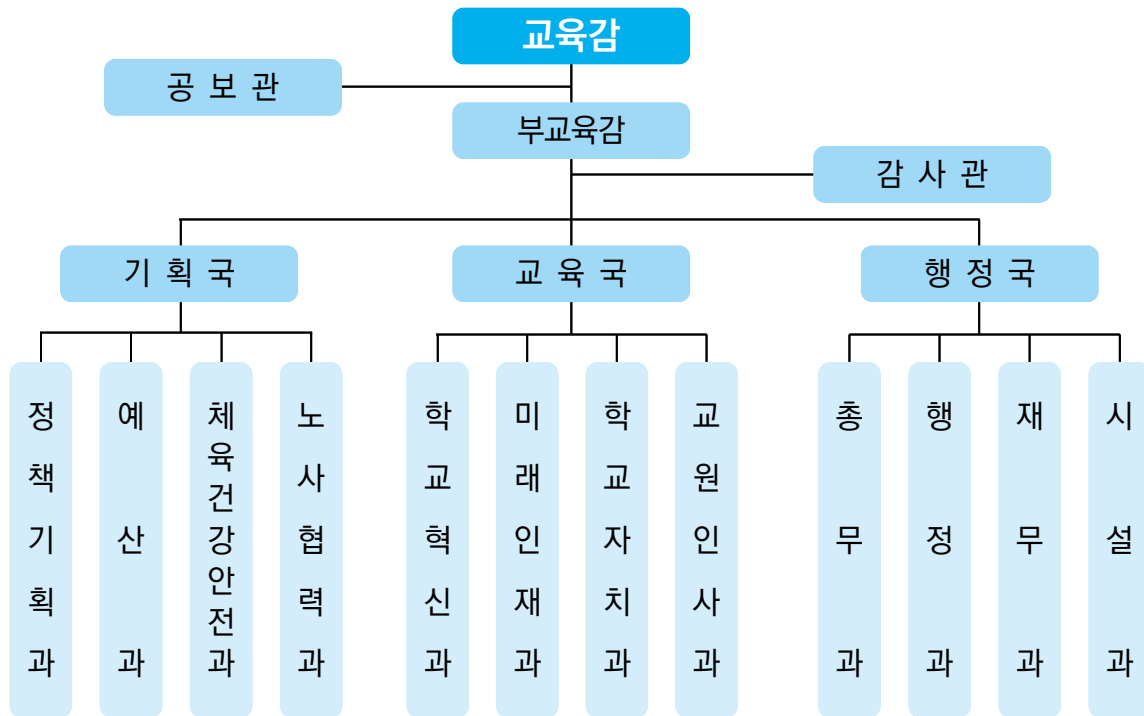 교육감
공 보 관
부교육감
감 사 관
기 획 국
교 육 국
행 정 국
정책기획과
예산과
체육건강안전과
노사협력과
학교혁신과
미래인재과
학교자치과
교원인사과
총무과
행정과
재무과
시설과